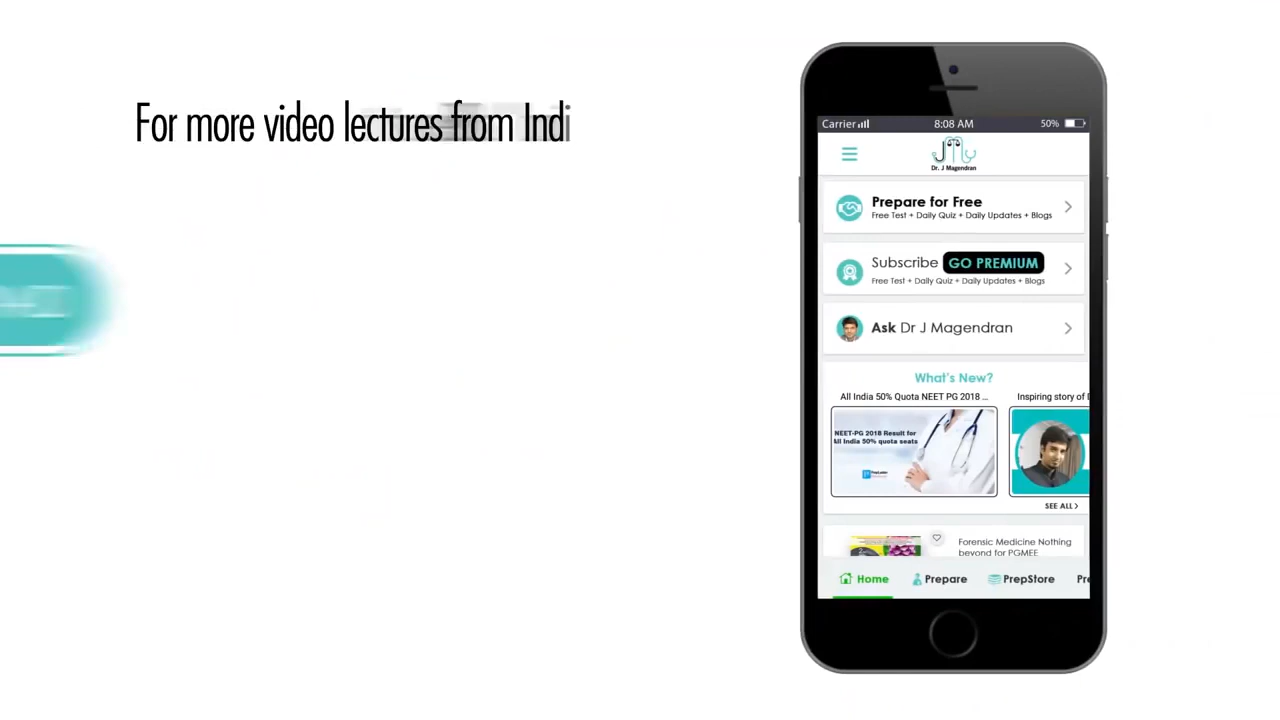 For more video lectures from Indi
Carrier
8:08 AM
50%
Dr. J Magendran
Prepare for Free
Free Test + Daily Quiz + Daily Updates + Blogs
Subscribe GO PREMIUM
Free Test + Daily Quiz + Daily Updates + Blogs
Ask Dr J Magendran
What's New?
All India 50% Quota NEET PG 2018 ...
Inspiring story of
NEET-PG 2018 Result for
All India 50% quota seats
SEE ALL
Forensic Medicine Nothing
beyond for PGMEE
Home
Prepare
PrepStore
Pre